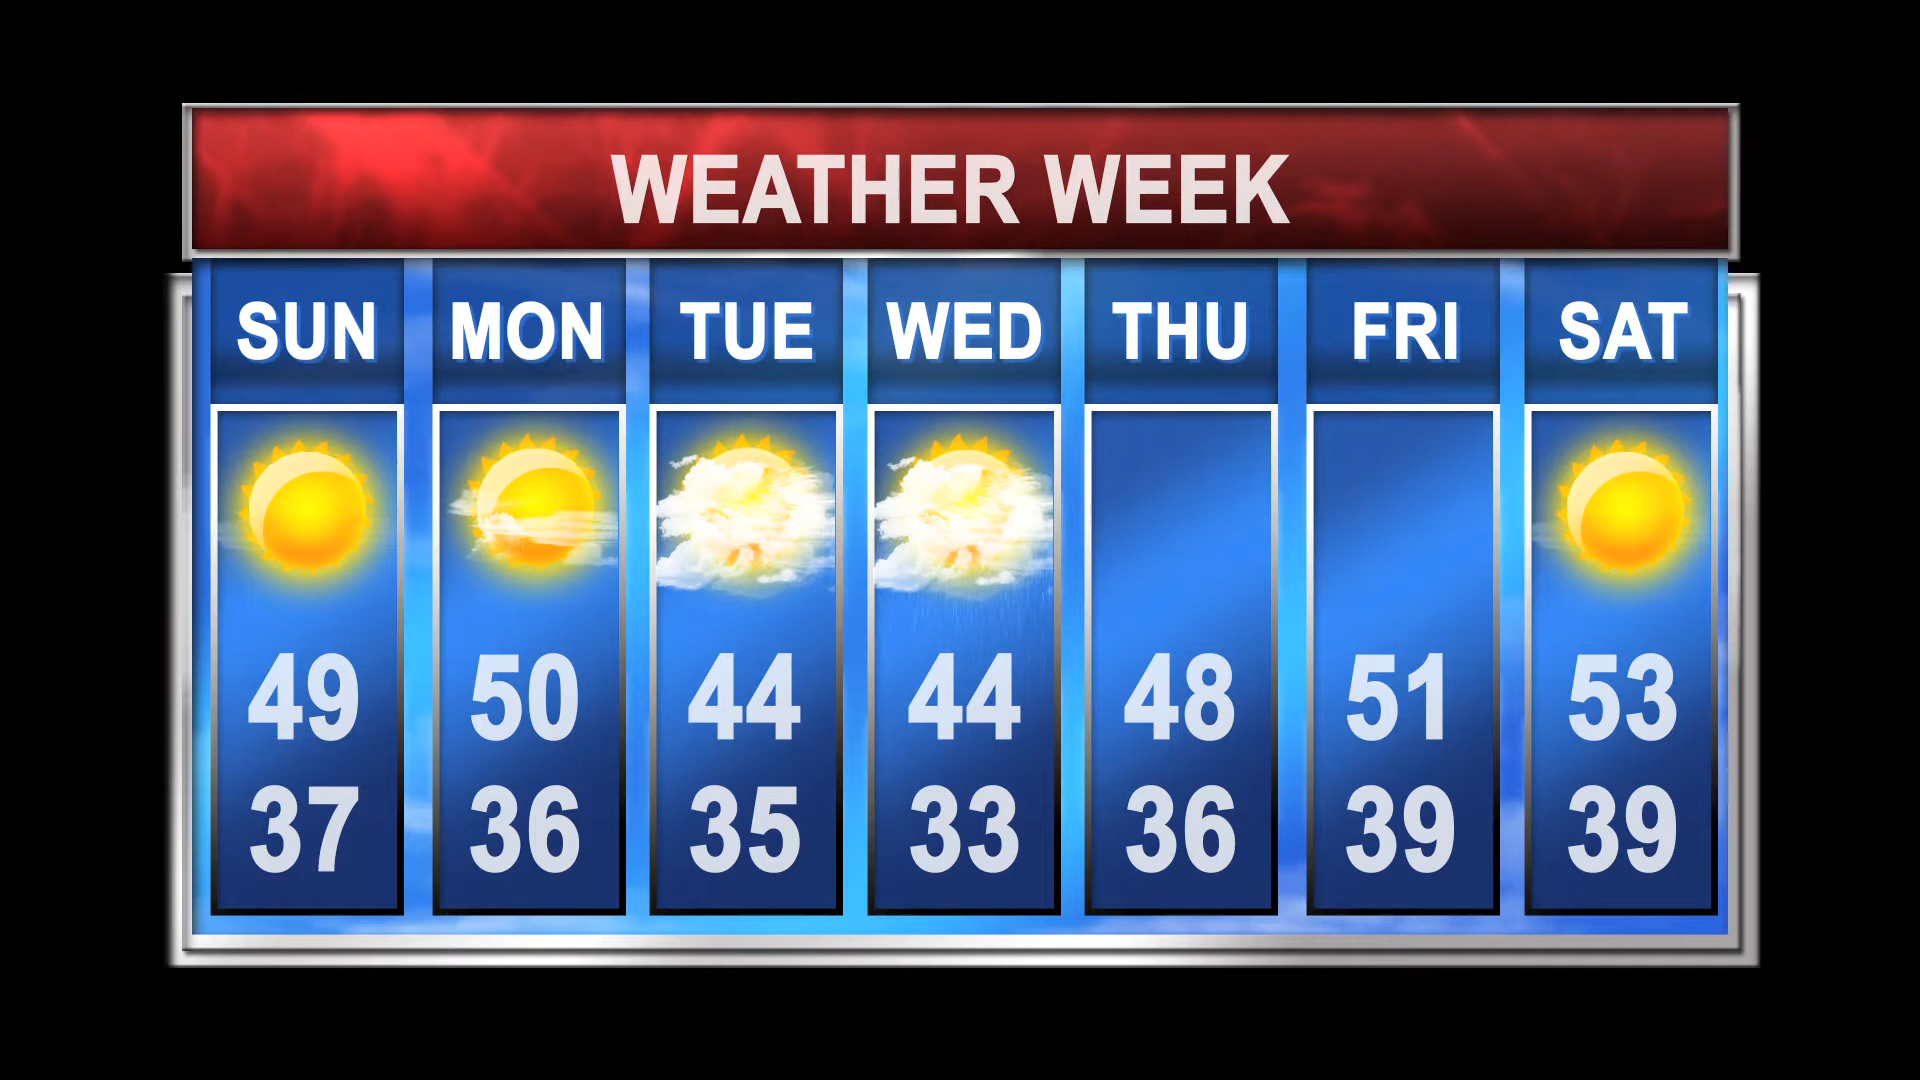 WEATHER WEEK
SUN MON TUE WED THU FRI SAT
49 50 44 44 48 51 53
37 36 35 33 36 39 39